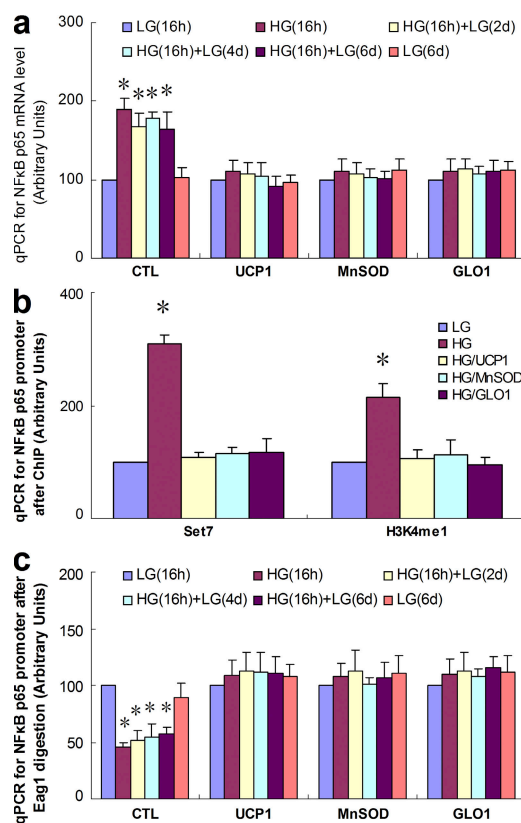 a
LG(16h) HG(16h) HG(16h)+LG(2d)
HG(16h)+LG(4d) HG(16h)+LG(6d) LG(6d)
qPCR for NFκB p65 mRNA level
(Arbitrary Units)
300
200
100
0
* * * *
CTL UCP1 MnSOD GLO1
b
qPCR for NFκB p65 promoter
after ChIP (Arbitrary Units)
400
200
0
*
*
LG
HG
HG/UCP1
HG/MnSOD
HG/GLO1
Set7 H3K4me1
c
LG(16h) HG(16h) HG(16h)+LG(2d)
HG(16h)+LG(4d) HG(16h)+LG(6d) LG(6d)
qPCR for NFκB p65 promoter after
Eag1 digestion (Arbitrary Units)
200
150
100
50
0
* * * *
CTL UCP1 MnSOD GLO1